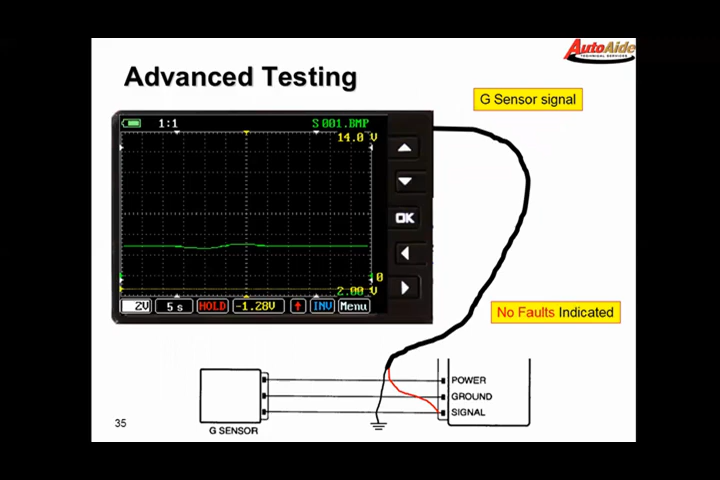 AutoAide
TECHNICAL SERVICES
Advanced Testing
G Sensor signal
1:1
S 001.BMP
14.0 V
OK
0
2.00 V
2V
5 s
HOLD
-1.28V
INV
Menu
No Faults Indicated
POWER
GROUND
SIGNAL
G SENSOR
35